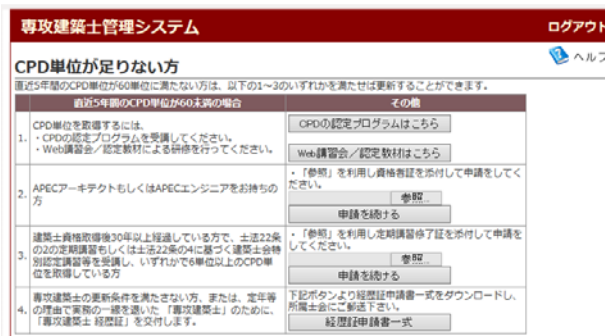 専攻建築士管理システム
ログアウト
ヘルプ
CPD単位が足りない方
直近5年間のCPD単位が60単位に満たない方は、以下の1～3のいずれかを満たせば更新することができます。
直近5年間のCPD単位が60未満の場合 その他
1. CPD単位を取得するには、
・CPDの認定プログラムを受講してください。
・Web講習会／認定教材による研修を行ってください。
CPDの認定プログラムはこちら
Web講習会／認定教材はこちら
2. APECアーキテクトもしくはAPECエンジニアをお持ちの
方
・「参照」を利用し資格者証を添付して申請をしてく
ださい。
参照...
申請を続ける
3. 建築士資格取得後30年以上経過している方で、士法22条
の2の定期講習もしくは士法22条の4に基づく建築士会特
別認定講習等を受講し、いずれかで6単位以上のCPD単
位を取得している方
・「参照」を利用し定期講習修了証を添付して申請を
してください。
参照...
申請を続ける
4. 専攻建築士の更新条件を満たさない方、または、定年等
の理由で実務の一線を退いた「専攻建築士」のために、
「専攻建築士 経歴証」を交付します。
下記ボタンより経歴証申請書一式をダウンロードし、
所属士会にご郵送下さい。
経歴証申請書一式